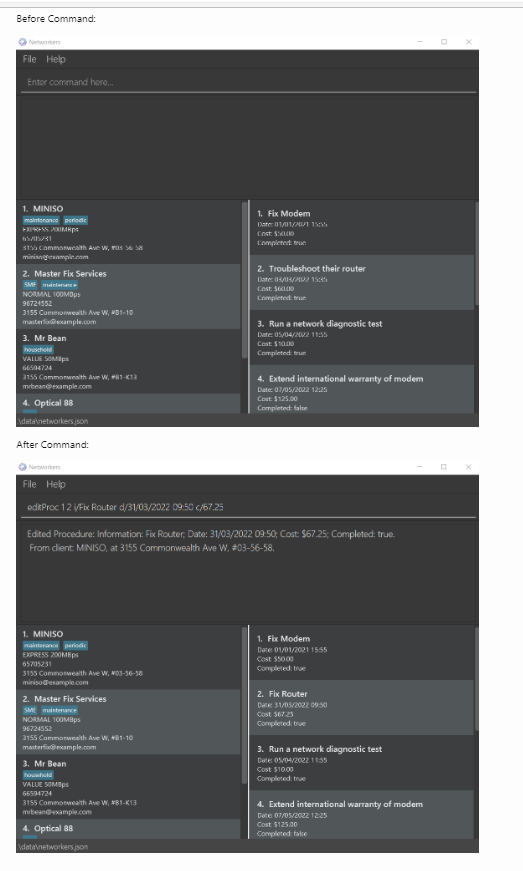 Before Command:
Networkers
File Help
Enter command here...
1. MINISO
maintenance periodic
EXPRESS 200MBps
65705231
3155 Commonwealth Ave W, #03-56-58
miniso@example.com
2. Master Fix Services
SME maintenance
NORMAL 100MBps
96724552
3155 Commonwealth Ave W, #81-10
masterfix@example.com
3. Mr Bean
household
VALUE 50MBps
66594724
3155 Commonwealth Ave W, #81-K13
mrbean@example.com
4. Optical 88
1. Fix Modem
Date: 01/01/2021 15:55
Cost: $50.00
Completed: true
2. Troubleshoot their router
Date: 03/03/2022 15:35
Cost: $60.00
Completed: true
3. Run a network diagnostic test
Date: 05/04/2022 11:55
Cost: $10.00
Completed: true
4. Extend international warranty of modem
Date: 07/05/2022 12:25
Cost: $125.00
Completed: false
\data\networkers.json
After Command:
Networkers
File Help
editProc 1 2 i/Fix Router d/31/03/2022 09:50 c/67.25
Edited Procedure: Information: Fix Router; Date: 31/03/2022 09:50; Cost: $67.25; Completed: true.
From client: MINISO, at 3155 Commonwealth Ave W, #03-56-58.
1. MINISO
maintenance periodic
EXPRESS 200MBps
65705231
3155 Commonwealth Ave W, #03-56-58
miniso@example.com
2. Master Fix Services
SME maintenance
NORMAL 100MBps
96724552
3155 Commonwealth Ave W, #81-10
masterfix@example.com
3. Mr Bean
household
VALUE 50MBps
66594724
3155 Commonwealth Ave W, #81-K13
mrbean@example.com
4. Optical 88
1. Fix Modem
Date: 01/01/2021 15:55
Cost: $50.00
Completed: true
2. Fix Router
Date: 31/03/2022 09:50
Cost: $67.25
Completed: true
3. Run a network diagnostic test
Date: 05/04/2022 11:55
Cost: $10.00
Completed: true
4. Extend international warranty of modem
Date: 07/05/2022 12:25
Cost: $125.00
Completed: false
\data\networkers.json